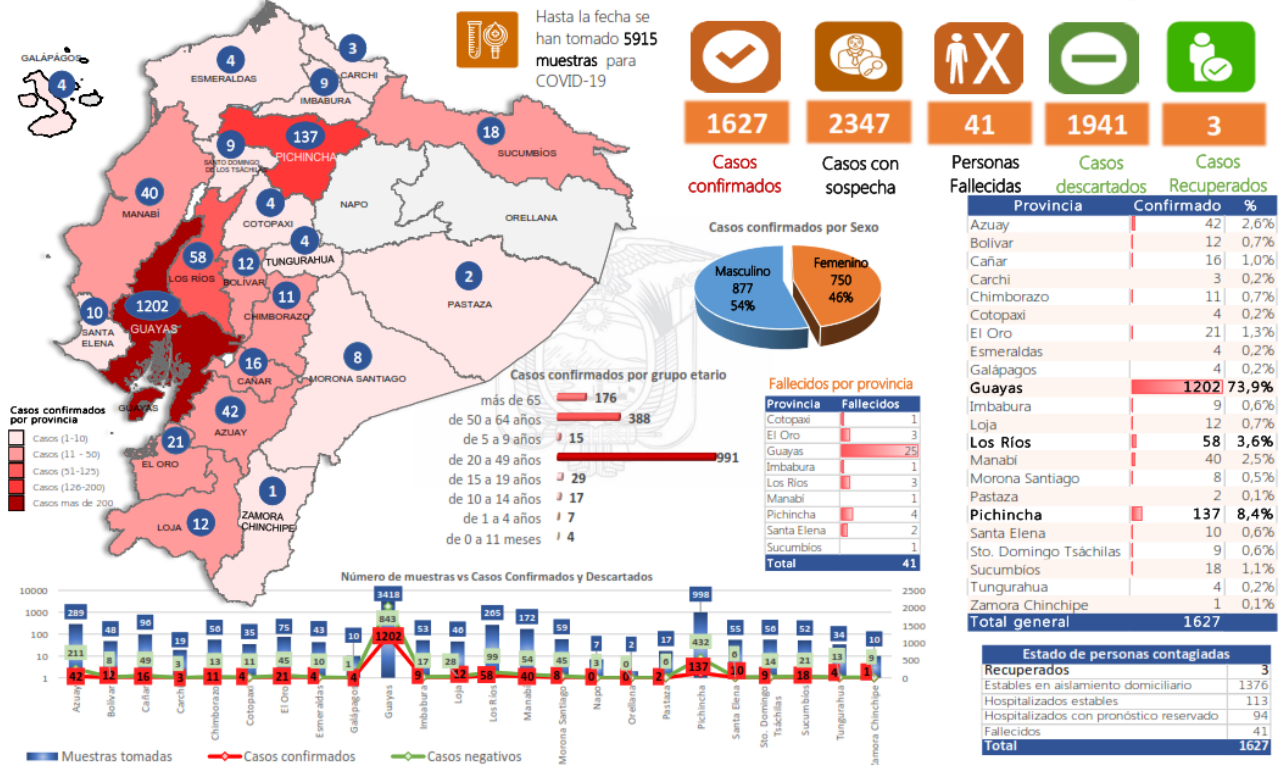 Hasta la fecha se
han tomado 5915
muestras para
COVID-19
1627
Casos
confirmados
2347
Casos con
sospecha
41
Personas
Fallecidas
1941
Casos
descartados
3
Casos
Recuperados
GALÁPAGOS
4
4
ESMERALDAS
3
CARCHI
9
IMBABURA
18
SUCUMBÍOS
137
PICHINCHA
9
SANTO DOMINGO
DE LOS TSÁCHILAS
40
MANABÍ
NAPO
ORELLANA
4
COTOPAXI
4
TUNGURAHUA
58
LOS RÍOS
12
BOLÍVAR
2
PASTAZA
11
CHIMBORAZO
1202
GUAYAS
10
SANTA
ELENA
8
MORONA SANTIAGO
16
CAÑAR
GUAYAS
42
AZUAY
21
EL ORO
1
ZAMORA
CHINCHIPE
12
LOJA
Casos confirmados
por provincia
Casos (1-10)
Casos (11 - 50)
Casos (51-125)
Casos (126-200)
Casos mas de 200
Casos confirmados por Sexo
Masculino
877
54%
Femenino
750
46%
Casos confirmados por grupo etario
más de 65 176
de 50 a 64 años 388
de 5 a 9 años 15
de 20 a 49 años 991
de 15 a 19 años 29
de 10 a 14 años 17
de 1 a 4 años 7
de 0 a 11 meses 4
Fallecidos por provincia
Provincia Fallecidos
Cotopaxi 1
El Oro 3
Guayas 25
Imbabura 1
Los Ríos 3
Manabí 1
Pichincha 4
Santa Elena 2
Sucumbíos 1
Total 41
Provincia Confirmado %
Azuay 42 2,6%
Bolívar 12 0,7%
Cañar 16 1,0%
Carchi 3 0,2%
Chimborazo 11 0,7%
Cotopaxi 4 0,2%
El Oro 21 1,3%
Esmeraldas 4 0,2%
Galápagos 4 0,2%
Guayas 1202 73,9%
Imbabura 9 0,6%
Loja 12 0,7%
Los Ríos 58 3,6%
Manabí 40 2,5%
Morona Santiago 8 0,5%
Pastaza 2 0,1%
Pichincha 137 8,4%
Santa Elena 10 0,6%
Sto. Domingo Tsáchilas 9 0,6%
Sucumbíos 18 1,1%
Tungurahua 4 0,2%
Zamora Chinchipe 1 0,1%
Total general 1627
Número de muestras vs Casos Confirmados y Descartados
10000
1000
100
10
1
2500
2000
1500
1000
500
0
289 48 96 19 56 35 75 43 10 3418 53 46 265 172 59 7 2 17 998 55 56 52 34 10
211 8 49 3 13 11 45 10 1 843 17 28 99 54 45 3 0 6 432 6 14 21 13 9
42 12 16 3 11 4 21 4 4 1202 9 12 58 40 8 0 0 2 137 10 9 18 4 1
Azuay
Bolívar
Cañar
Carchi
Chimborazo
Cotopaxi
El Oro
Esmeraldas
Galápagos
Guayas
Imbabura
Loja
Los Ríos
Manabí
Morona Santiago
Napo
Orellana
Pastaza
Pichincha
Santa Elena
Sto. Domingo
Tsáchilas
Sucumbíos
Tungurahua
Zamora Chinchipe
Muestras tomadas
Casos confirmados
Casos negativos
Estado de personas contagiadas
Recuperados 3
Estables en aislamiento domiciliario 1376
Hospitalizados estables 113
Hospitalizados con pronóstico reservado 94
Fallecidos 41
Total 1627